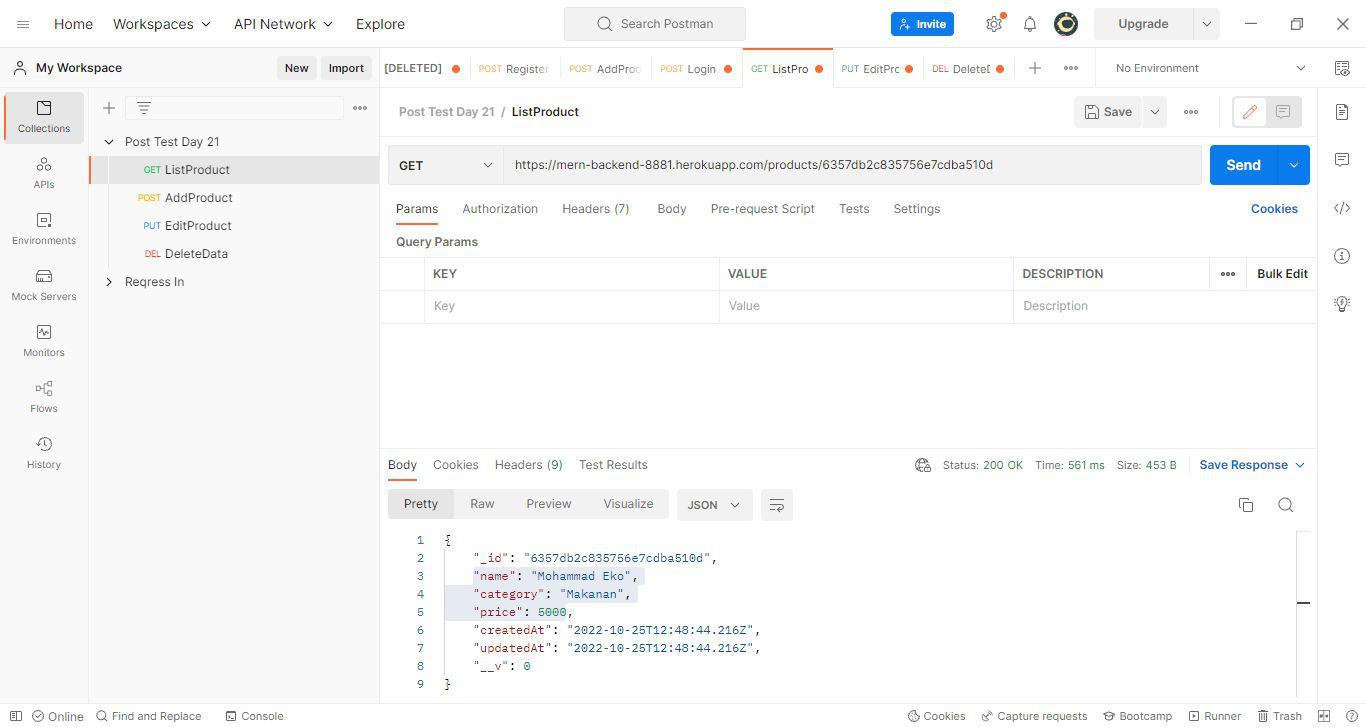 Home Workspaces API Network Explore Search Postman Invite Upgrade
My Workspace New Import [DELETED] POST Register POST AddProd POST Login GET ListPro PUT EditPro DEL DeleteD No Environment
Collections
APIs
Environments
Mock Servers
Monitors
Flows
History
Post Test Day 21
GET ListProduct
POST AddProduct
PUT EditProduct
DEL DeleteData
Reqress In
Post Test Day 21 / ListProduct Save
GET https://mern-backend-8881.herokuapp.com/products/6357db2c835756e7cdba510d Send
Params Authorization Headers (7) Body Pre-request Script Tests Settings Cookies
Query Params
KEY VALUE DESCRIPTION Bulk Edit
Key Value Description
Body Cookies Headers (9) Test Results Status: 200 OK Time: 561 ms Size: 453 B Save Response
Pretty Raw Preview Visualize JSON
1 {
2 "_id": "6357db2c835756e7cdba510d",
3 "name": "Mohammad Eko",
4 "category": "Makanan",
5 "price": 5000,
6 "createdAt": "2022-10-25T12:48:44.216Z",
7 "updatedAt": "2022-10-25T12:48:44.216Z",
8 "__v": 0
9 }
Online Find and Replace Console Cookies Capture requests Bootcamp Runner Trash